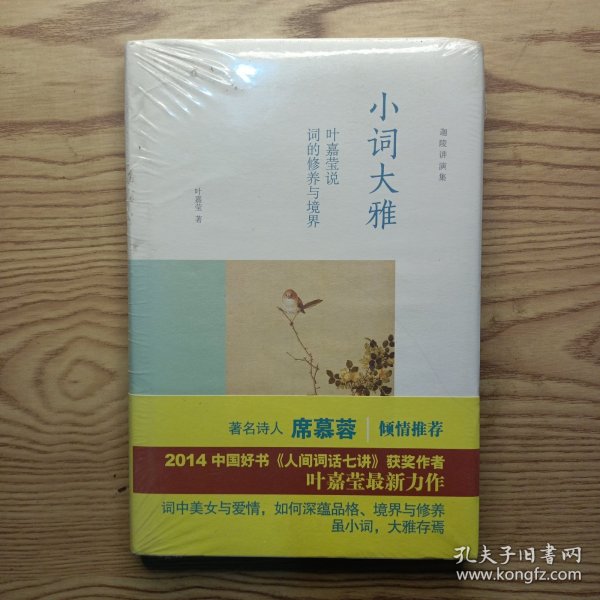 迦陵讲演集
小词大雅
叶嘉莹说
词的修养与境界
叶嘉莹 著
著名诗人 席慕蓉 倾情推荐
2014 中国好书《人间词话七讲》获奖作者
叶嘉莹最新力作
词中美女与爱情，如何深蕴品格、境界与修养
虽小词，大雅存焉
孔夫子旧书网
www.kongfz.com